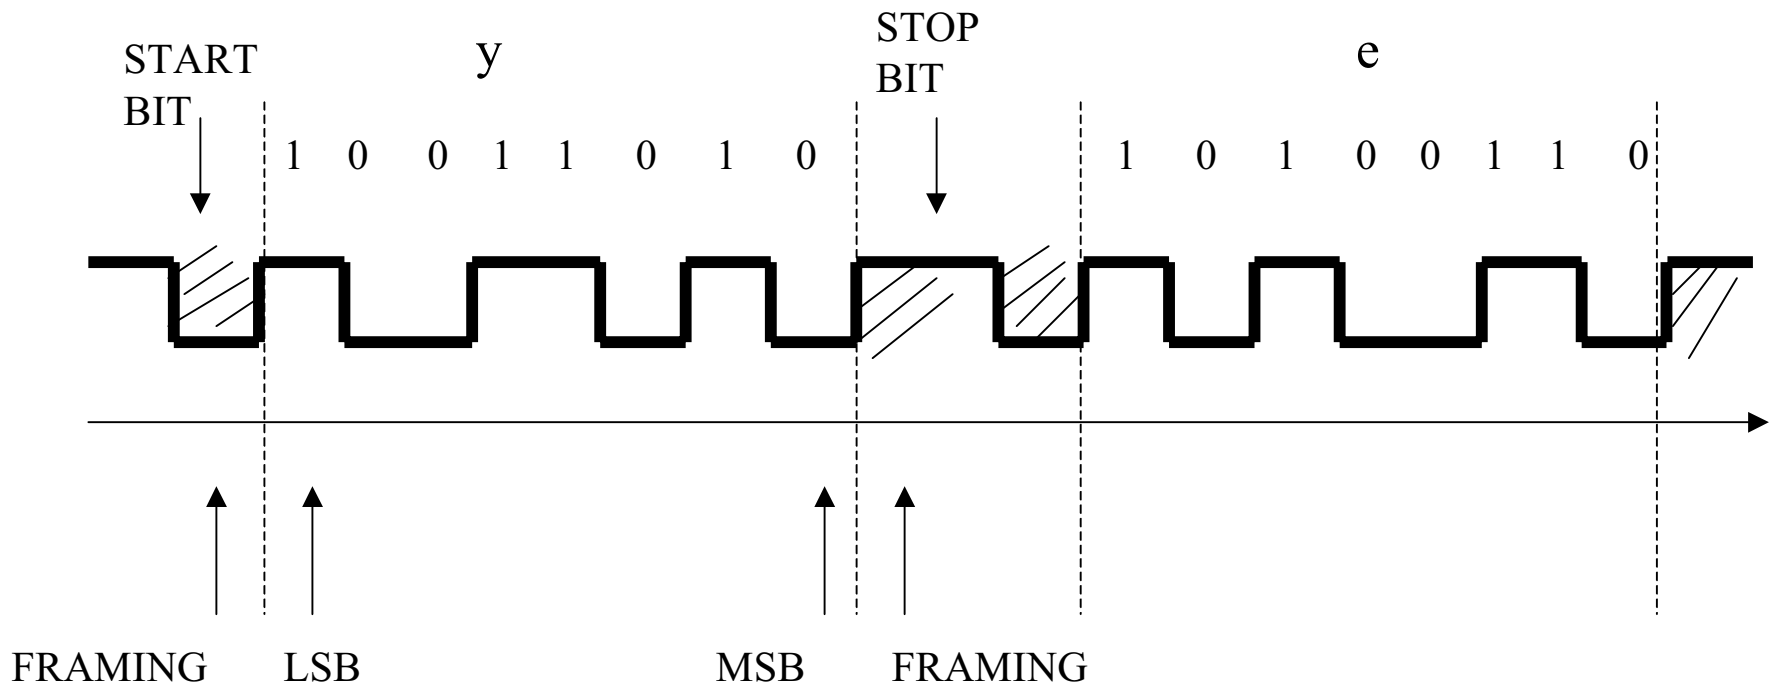 START
BIT
y
STOP
BIT
e
1 0 0 1 1 0 1 0
1 0 1 0 0 1 1 0
FRAMING LSB MSB FRAMING